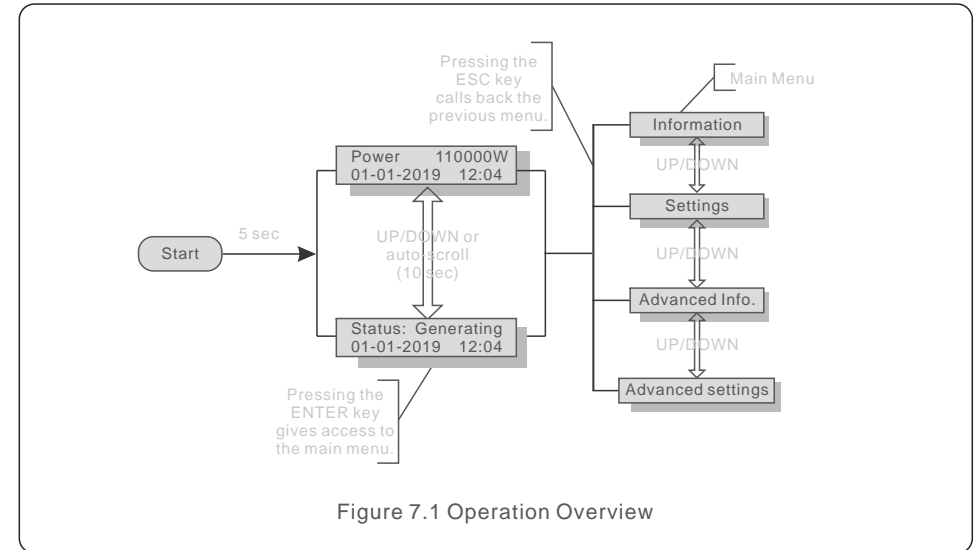 Pressing the
ESC key
calls back the
previous menu.
Main Menu
Information
UP/DOWN
Power 110000W
01-01-2019 12:04
Settings
Start
5 sec
UP/DOWN or
auto-scroll
(10 sec)
UP/DOWN
Advanced Info.
Status: Generating
01-01-2019 12:04
UP/DOWN
Advanced settings
Pressing the
ENTER key
gives access to
the main menu.
Figure 7.1 Operation Overview